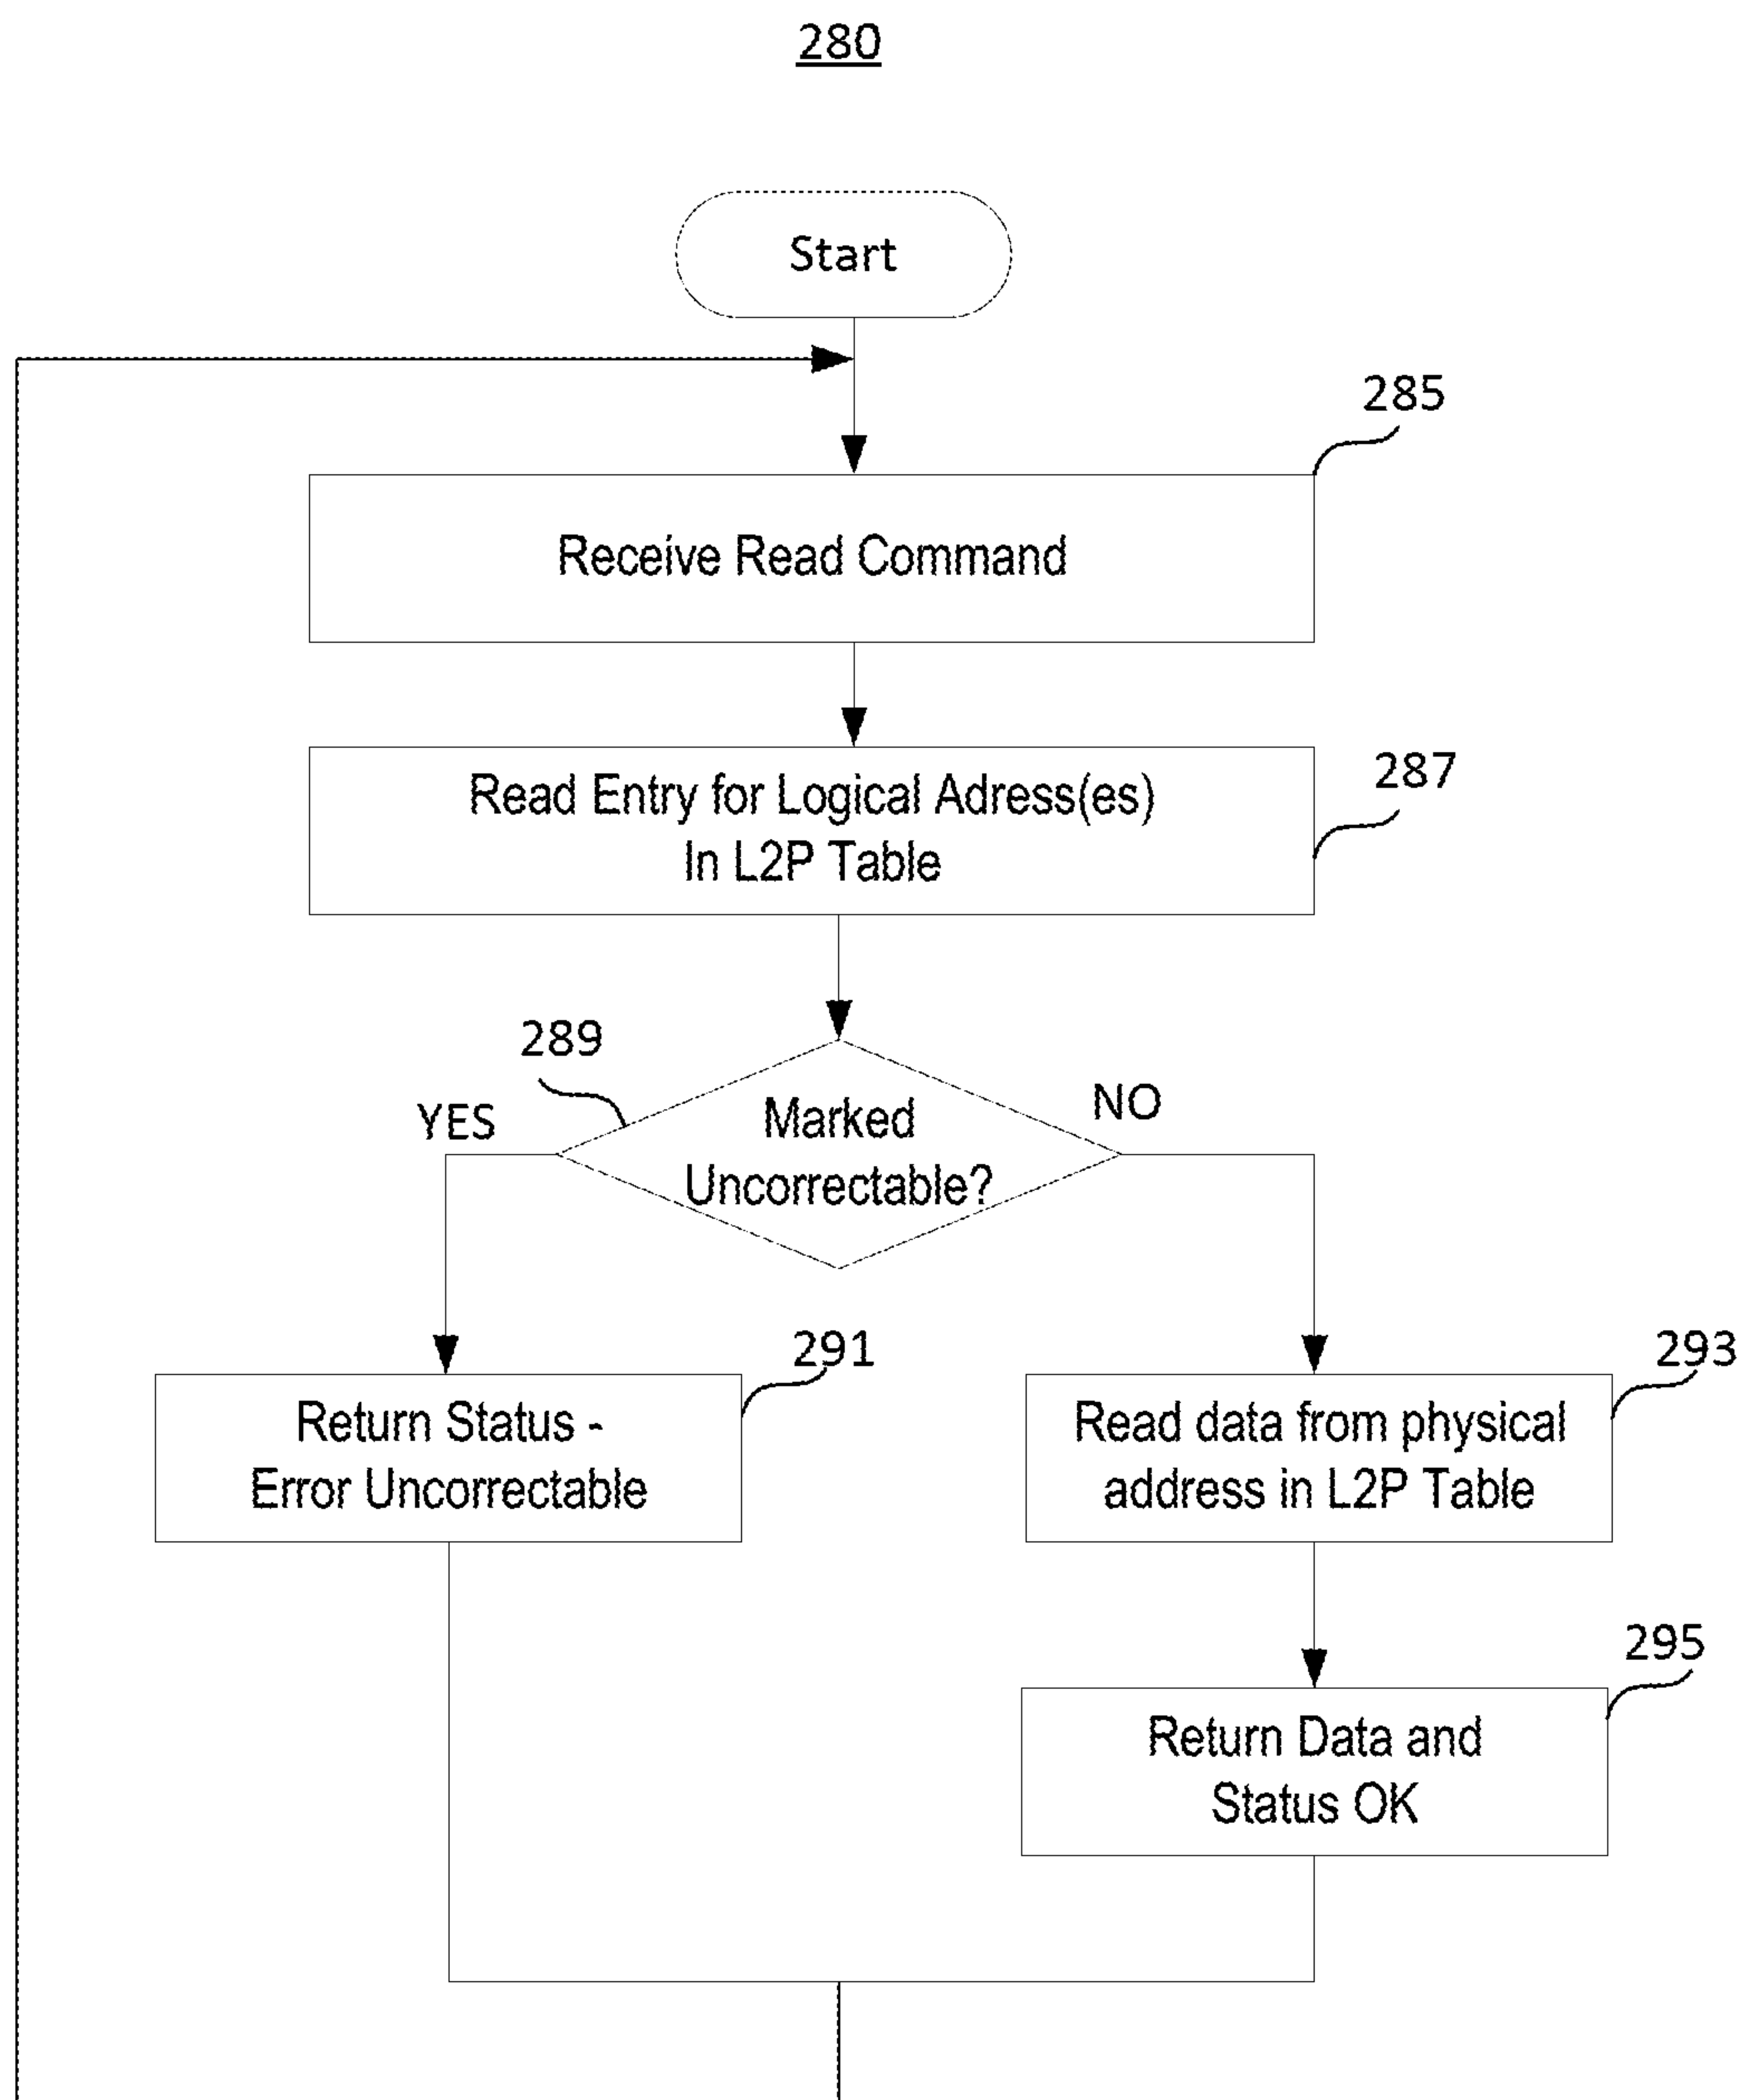 280
Start
285
Receive Read Command
287
Read Entry for Logical Adress(es)
In L2P Table
289
YES
NO
Marked
Uncorrectable?
291
Return Status -
Error Uncorrectable
293
Read data from physical
address in L2P Table
295
Return Data and
Status OK